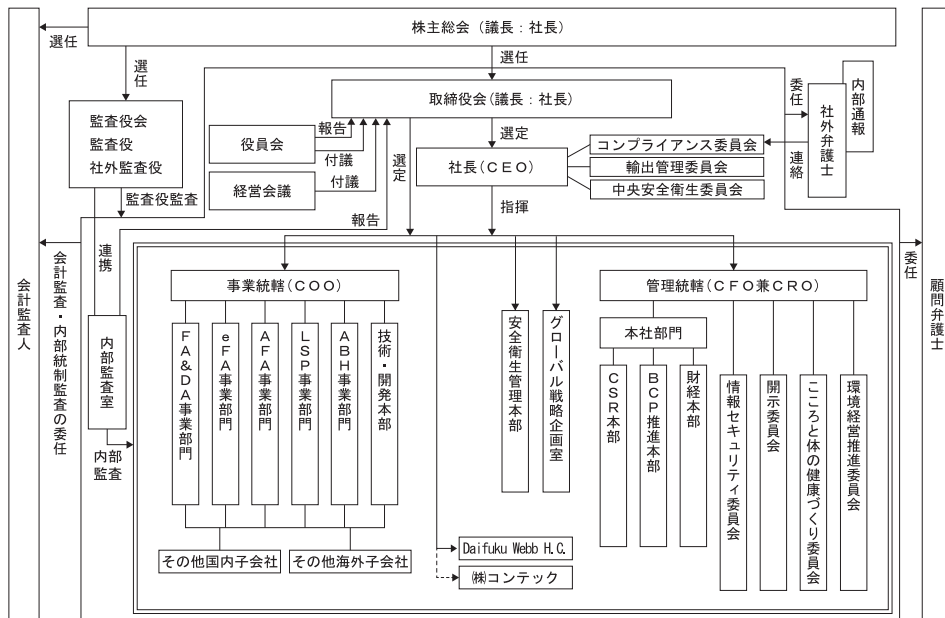 株主総会(議長:社長)
選任
選任
選任
取締役会(議長:社長)
監査役会
監査役
社外監査役
役員会
報告
付議
経営会議
付議
選定
選定
社長(CEO)
コンプライアンス委員会
輸出管理委員会
中央安全衛生委員会
委任
連絡
社外弁護士
内部通報
監査役監査
報告
指揮
連携
会計監査人
会計監査・内部統制監査の委任
委任
顧問弁護士
内部監査室
内部
監査
事業統轄(COO)
FA&DA事業部門
eFA事業部門
AFA事業部門
LSP事業部門
ABH事業部門
技術・開発本部
その他国内子会社
その他海外子会社
安全衛生管理本部
グローバル戦略企画室
Daifuku Webb H.C.
㈱コンテック
管理統轄(CFO兼CRO)
本社部門
CSR本部
BCP推進本部
財経本部
情報セキュリティ委員会
開示委員会
こころと体の健康づくり委員会
環境経営推進委員会